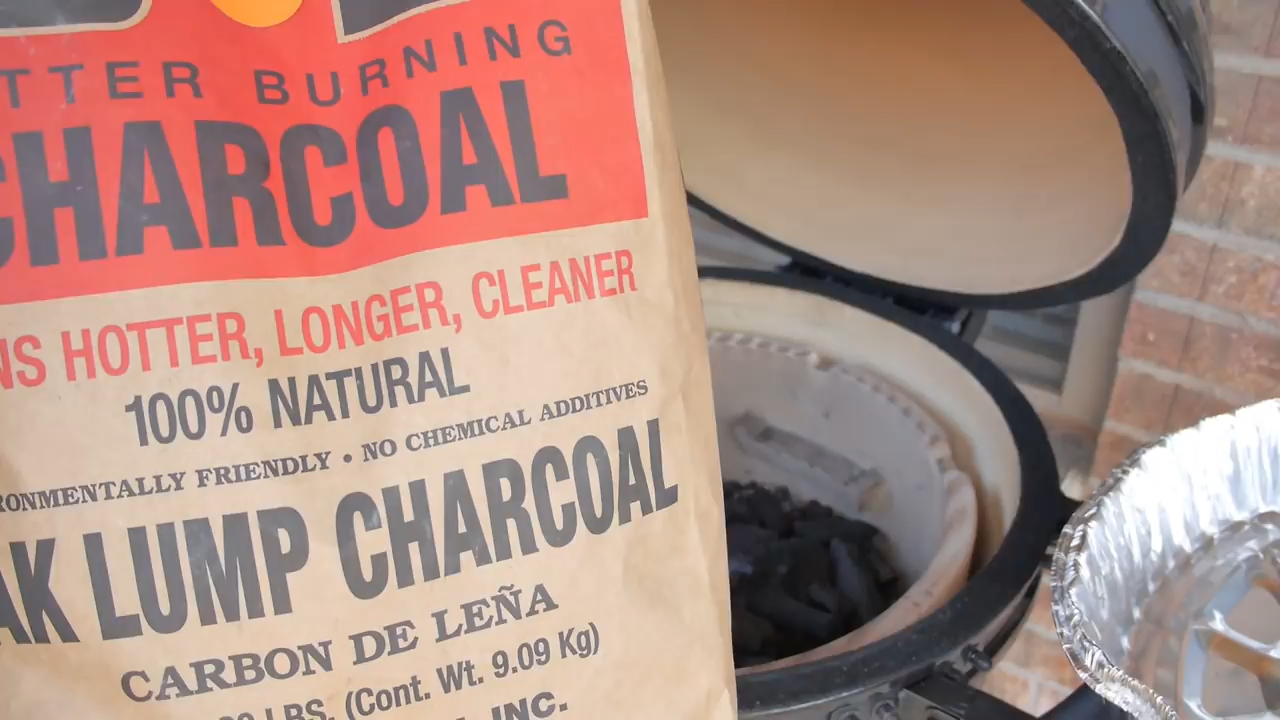 TTER BURNING
CHARCOAL
NS HOTTER, LONGER, CLEANER
100% NATURAL
RONMENTALLY FRIENDLY • NO CHEMICAL ADDITIVES
AK LUMP CHARCOAL
CARBON DE LEÑA
LBS. (Cont. Wt. 9.09 Kg)
INC.